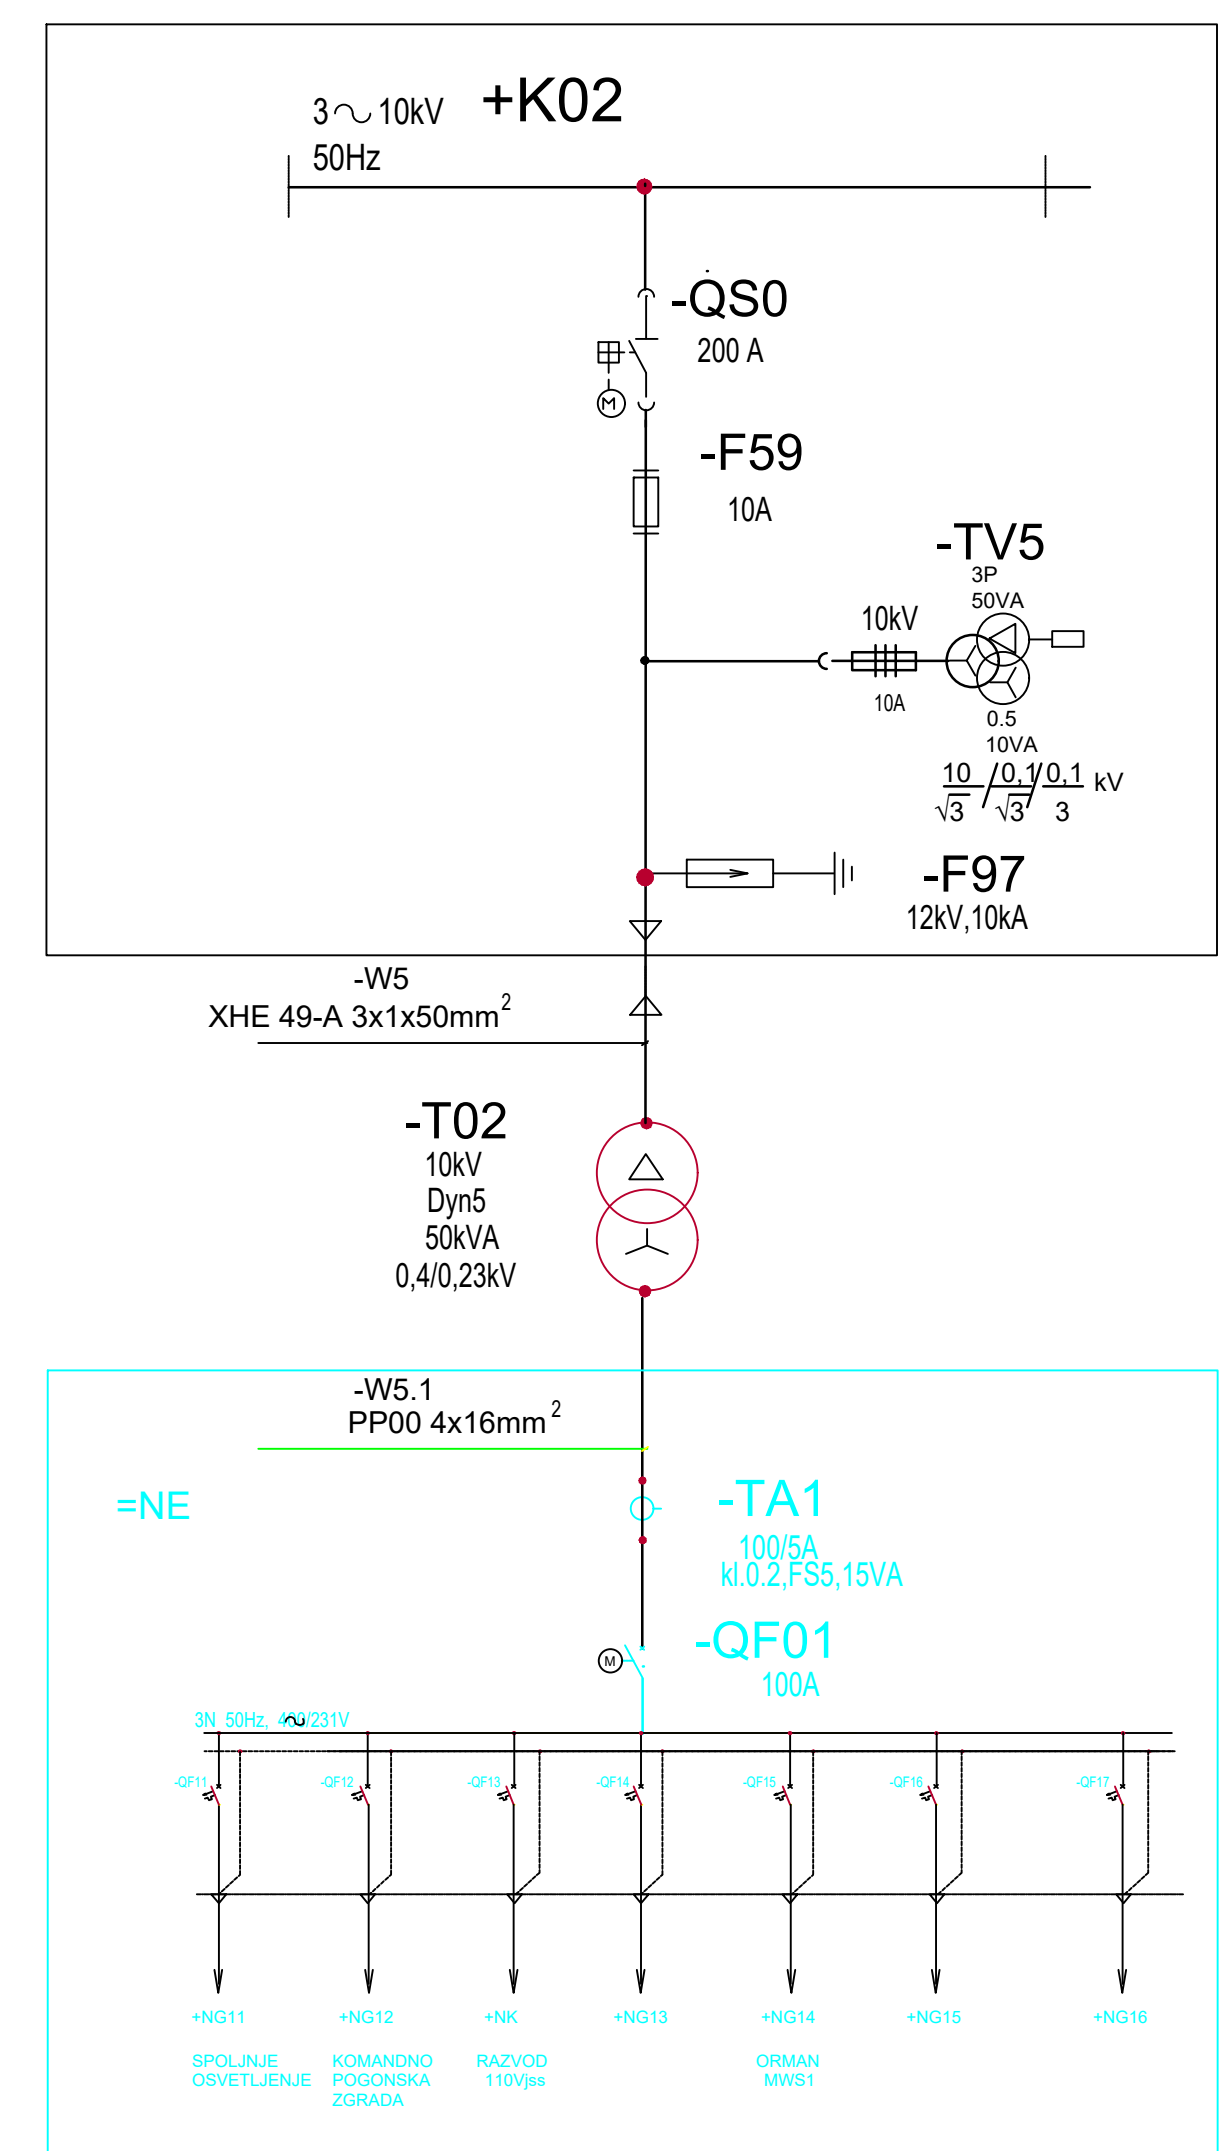 3 ~ 10kV
+K02
50Hz
-QS0
200 A
M
-F59
10A
-TV5
3P
50VA
10kV
10A
0.5
10VA
10/√3 / 0,1/√3 / 0,1/3 kV
-F97
12kV,10kA
-W5
XHE 49-A 3x1x50mm²
-T02
10kV
Dyn5
50kVA
0,4/0,23kV
-W5.1
PP00 4x16mm²
=NE
-TA1
100/5A
kl.0.2,FS5,15VA
-QF01
M
100A
3N 50Hz, ~ 400/231V
-QF11 -QF12 -QF13 -QF14 -QF15 -QF16 -QF17
+NG11 +NG12 +NK +NG13 +NG14 +NG15 +NG16
SPOLJNJE
OSVETLJENJE
KOMANDNO
POGONSKA
ZGRADA
RAZVOD
110Vjss
ORMAN
MWS1